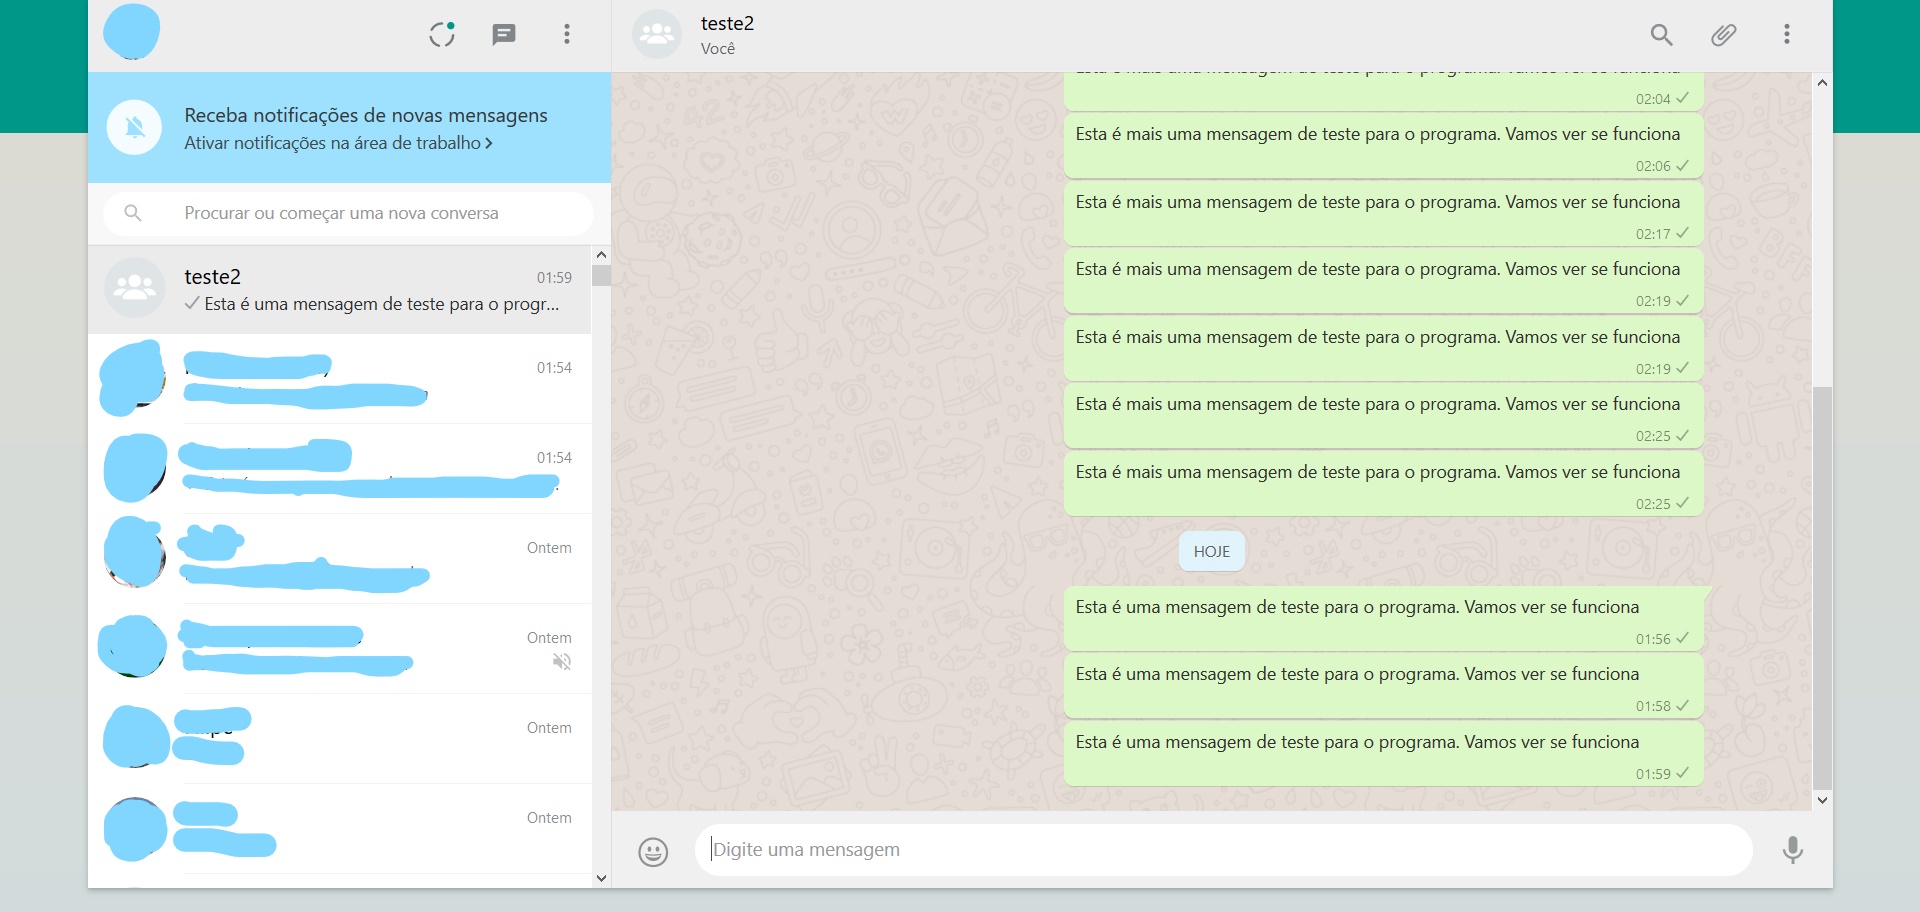 Receba notificações de novas mensagens
Ativar notificações na área de trabalho
Procurar ou começar uma nova conversa
teste2
01:59
Esta é uma mensagem de teste para o progr...
01:54
01:54
Ontem
Ontem
Ontem
Ontem
teste2
Você
02:04
Esta é mais uma mensagem de teste para o programa. Vamos ver se funciona
02:06
Esta é mais uma mensagem de teste para o programa. Vamos ver se funciona
02:17
Esta é mais uma mensagem de teste para o programa. Vamos ver se funciona
02:19
Esta é mais uma mensagem de teste para o programa. Vamos ver se funciona
02:19
Esta é mais uma mensagem de teste para o programa. Vamos ver se funciona
02:25
Esta é mais uma mensagem de teste para o programa. Vamos ver se funciona
02:25
HOJE
Esta é uma mensagem de teste para o programa. Vamos ver se funciona
01:56
Esta é uma mensagem de teste para o programa. Vamos ver se funciona
01:58
Esta é uma mensagem de teste para o programa. Vamos ver se funciona
01:59
Digite uma mensagem